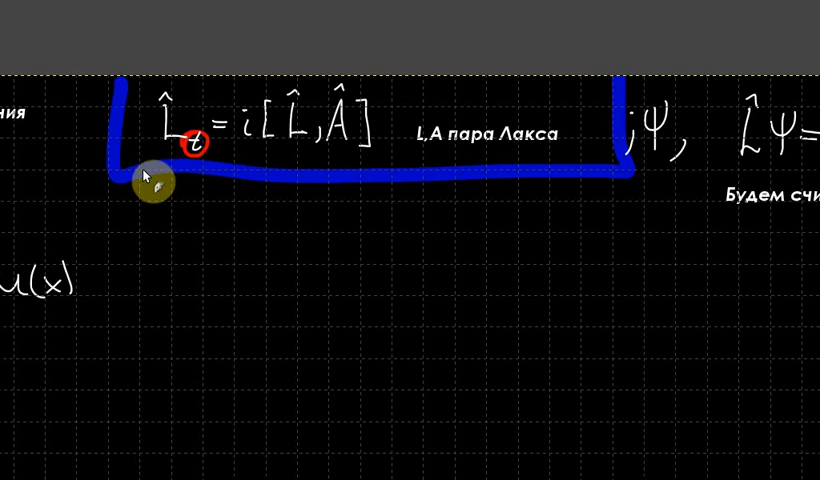 ния
L̂_t = i[L̂, Â]
L,A пара Лакса
;ψ, L̂ψ=
Будем счи
u(x)